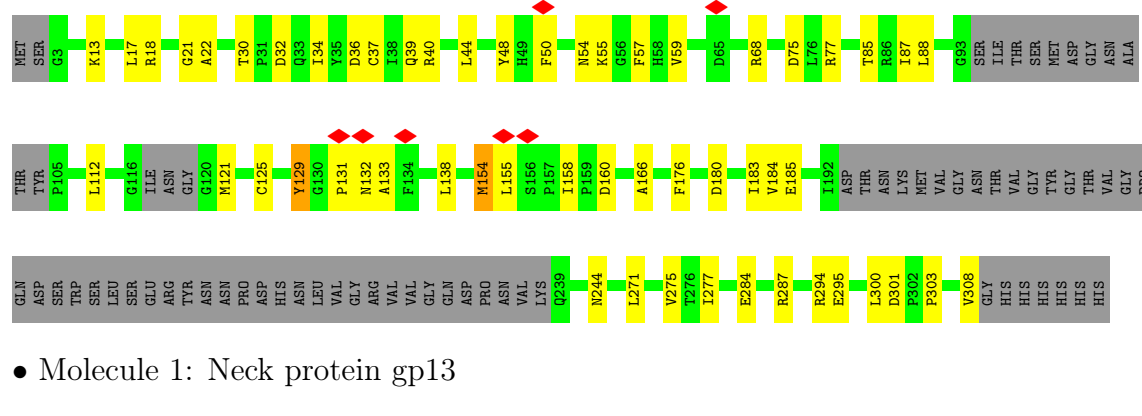 MET SER G3 K13 L17 R18 G21 A22 T30 P31 D32 Q33 I34 Y35 D36 C37 I38 Q39 R40 L44 Y48 H49 F50 N54 K55 G56 F57 H58 V59 D65 R68 D75 L76 R77 T85 R86 I87 L88 G93 SER ILE THR SER MET ASP GLY ASN ALA
THR TYR P105 L112 G116 ILE ASN GLY G120 M121 C125 Y129 G130 P131 N132 A133 F134 L138 M154 L155 S156 P157 I158 P159 D160 A166 F176 D180 I183 V184 E185 I192 ASP THR ASN LYS MET VAL GLY ASN THR VAL GLY TYR GLY THR VAL GLY
GLN ASP SER TRP SER LEU SER GLU ARG TYR ASN ASN PRO ASP HIS ASN LEU VAL GLY ARG VAL VAL GLY GLN ASP PRO ASN VAL LYS Q239 N244 L271 V275 T276 I277 E284 R287 R294 E295 L300 D301 P302 P303 V308 GLY HIS HIS HIS HIS HIS HIS
• Molecule 1: Neck protein gp13